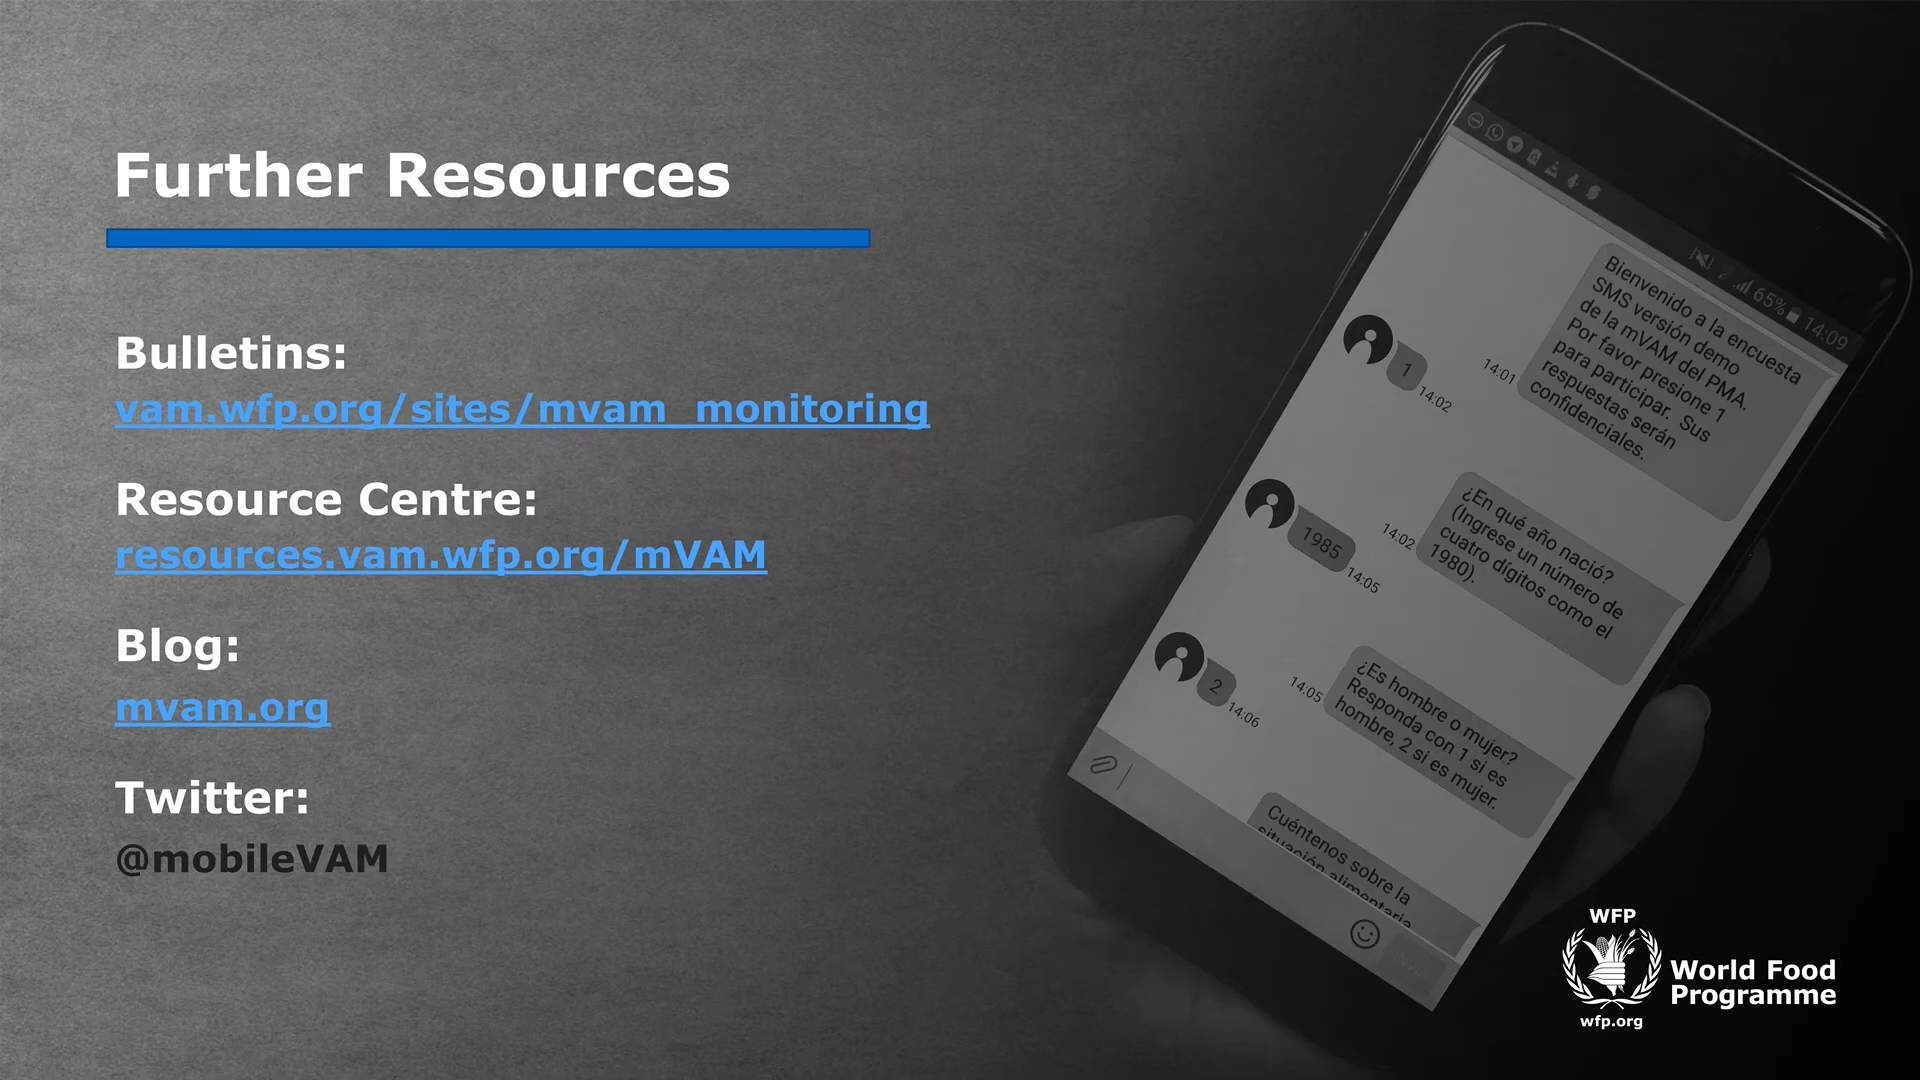 Further Resources
Bulletins:
vam.wfp.org/sites/mvam_monitoring
Resource Centre:
resources.vam.wfp.org/mVAM
Blog:
mvam.org
Twitter:
@mobileVAM
65% 14:09
Bienvenido a la encuesta
SMS versión demo
de la mVAM del PMA.
Por favor presione 1
para participar. Sus
respuestas serán
confidenciales.
14:01
1
14:02
¿En qué año nació?
(Ingrese un número de
cuatro dígitos como el
1980).
14:02
1985
14:05
¿Es hombre o mujer?
Responda con 1 si es
hombre, 2 si es mujer.
14:05
2
14:06
Cuéntenos sobre la
situación alimentaria
WFP
World Food
Programme
wfp.org